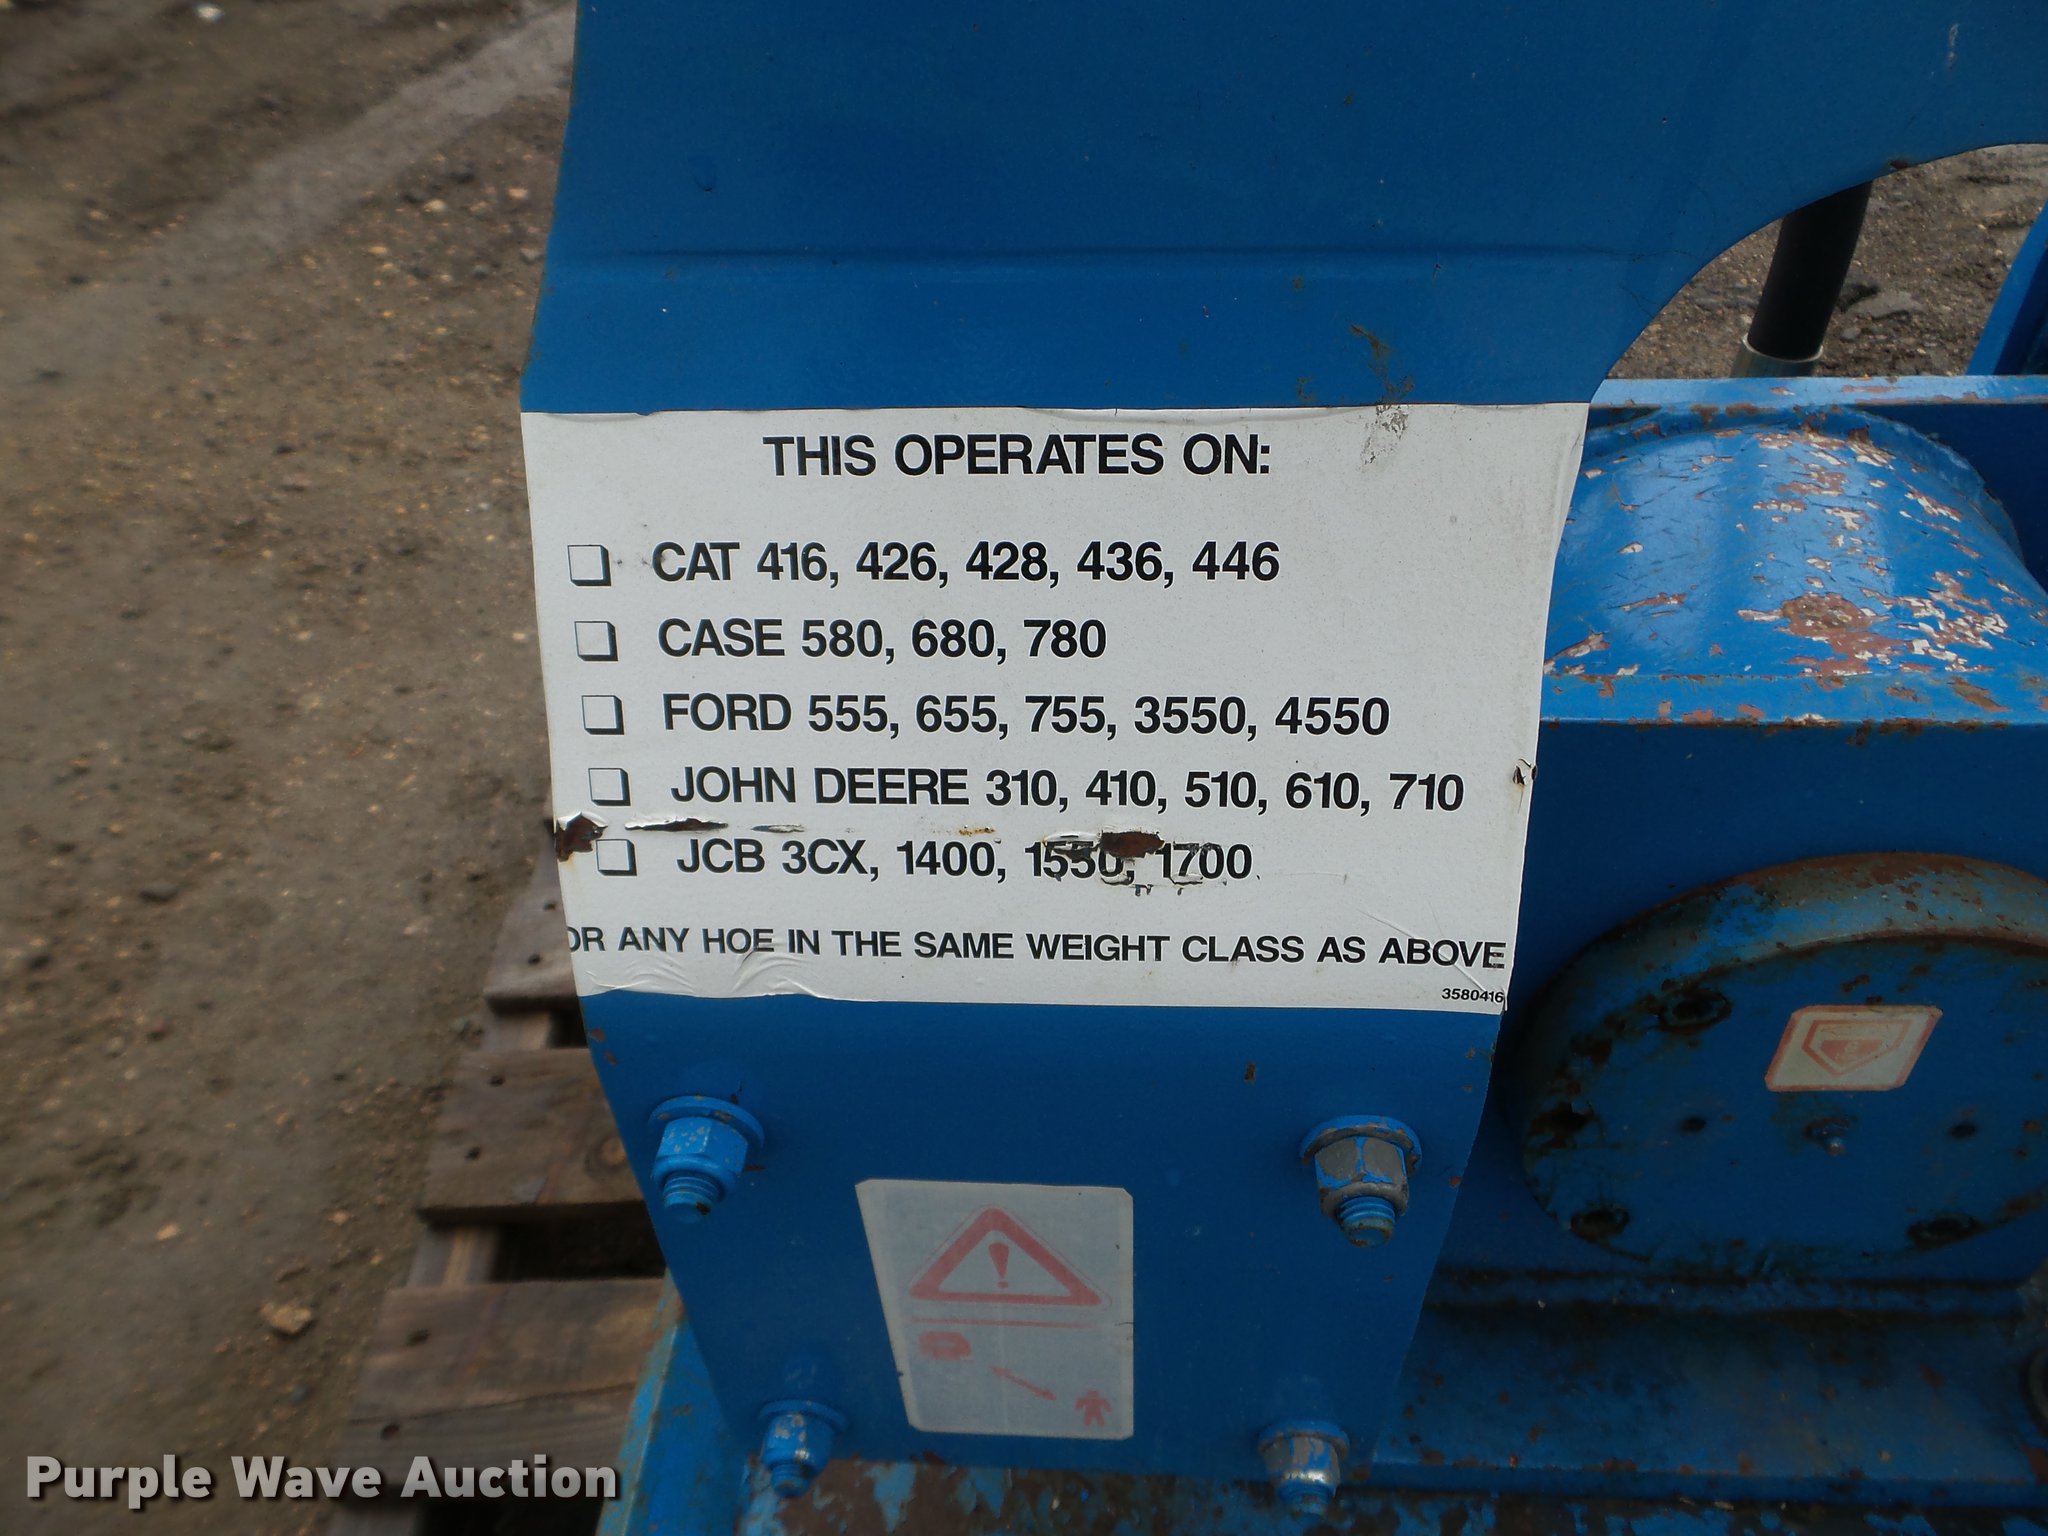 THIS OPERATES ON:
CAT 416, 426, 428, 436, 446
CASE 580, 680, 780
FORD 555, 655, 755, 3550, 4550
JOHN DEERE 310, 410, 510, 610, 710
JCB 3CX, 1400, 1550, 1700
OR ANY HOE IN THE SAME WEIGHT CLASS AS ABOVE
3580416
Purple Wave Auction